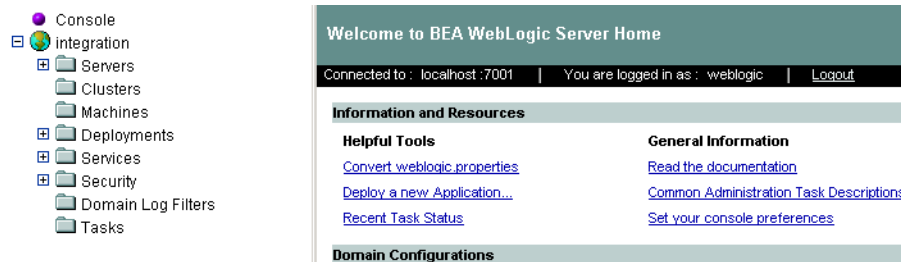 Console
integration
Servers
Clusters
Machines
Deployments
Services
Security
Domain Log Filters
Tasks
Welcome to BEA WebLogic Server Home
Connected to : localhost :7001 | You are logged in as : weblogic | Logout
Information and Resources
Helpful Tools General Information
Convert weblogic.properties Read the documentation
Deploy a new Application... Common Administration Task Descriptions
Recent Task Status Set your console preferences
Domain Configurations